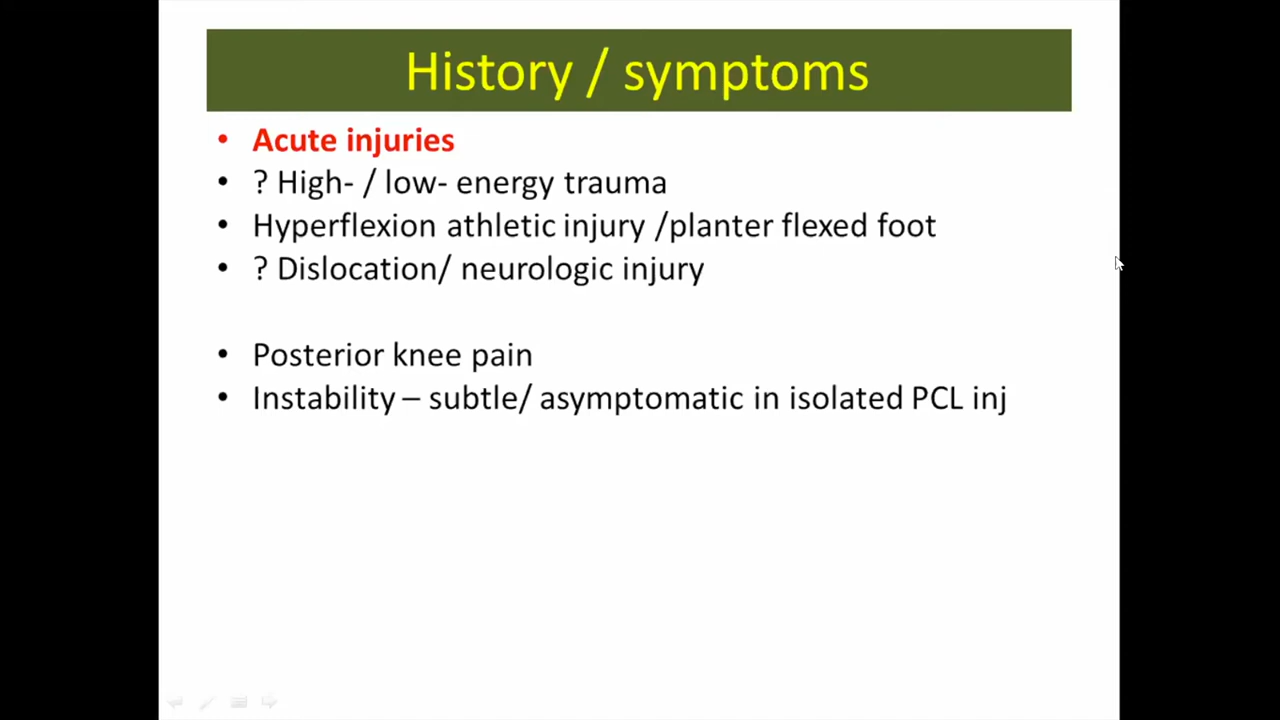 History / symptoms
• Acute injuries
• ? High- / low- energy trauma
• Hyperflexion athletic injury /planter flexed foot
• ? Dislocation/ neurologic injury
• Posterior knee pain
• Instability – subtle/ asymptomatic in isolated PCL inj